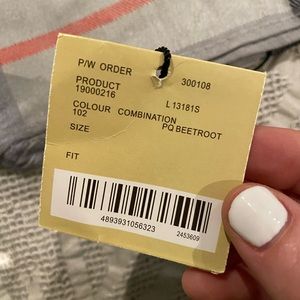 P/W ORDER 300108
PRODUCT
19000216 L13181S
COLOUR COMBINATION
102 PQ BEETROOT
SIZE
FIT
4893931056323 2453609